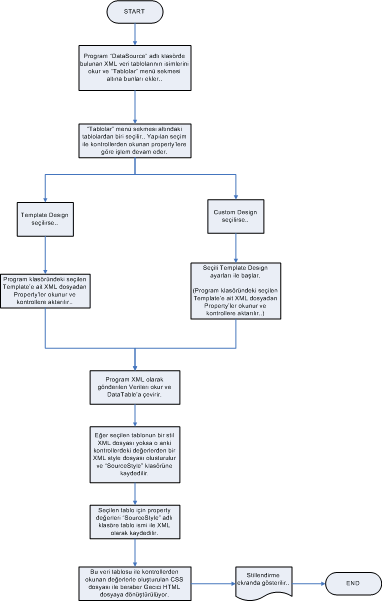 START
Program "DataSource" adlı klasörde
bulunan XML veri tablolarının isimlerini
okur ve "Tablolar" menü sekmesi
altına bunları ekler..
"Tablolar" menü sekmesi altındaki
tablolardan biri seçilir.. Yapılan seçim
ile kontrollerden okunan property'lere
göre işlem devam eder.
Template Design
seçilirse..
Custom Design
seçilirse..
Program klasöründeki seçilen
Template'e ait XML dosyadan
Property'ler okunur ve
kontrollere aktarılır..
Seçili Template Design
ayarları ile başlar.
(Program klasöründeki seçilen
Template'e ait XML dosyadan
Property'ler okunur ve
kontrollere aktarılır..)
Program XML olarak
gönderilen Verileri okur ve
DataTable'a çevirir.
Eğer seçilen tablonun bir stil
XML dosyası yoksa o anki
kontrollerdeki değerlerden bir
XML style dosyası oluşturulur
ve "SourceStyle" klasörüne
kaydedilir.
Seçilen tablo için property
değerleri "SourceStyle" adlı
klasöre tablo ismi ile XML
olarak kaydedilir.
Bu veri tablosu ile kontrollerden
okunan değerlerle oluşturulan CSS
dosyası ile beraber Geçici HTML
dosyaya dönüştürülüyor..
Stillendirme
ekranda gösterilir..
END